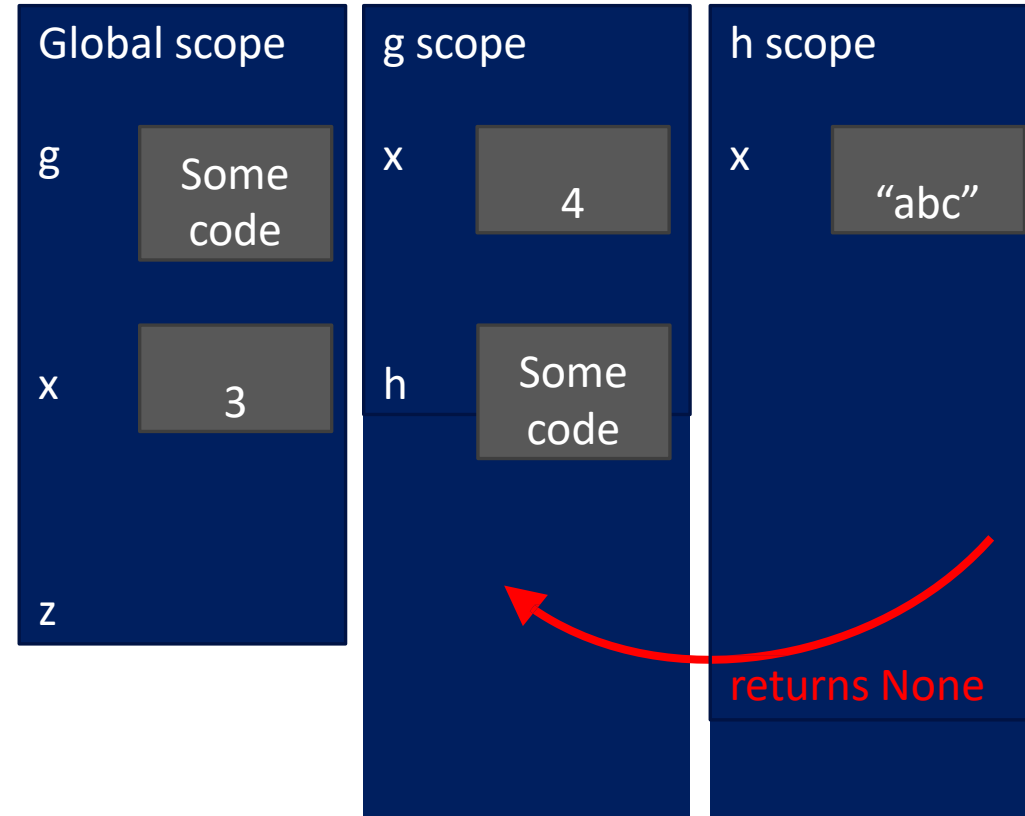 Global scope
g
Some
code
x
3
z
g scope
x
4
h
Some
code
h scope
x
“abc”
returns None